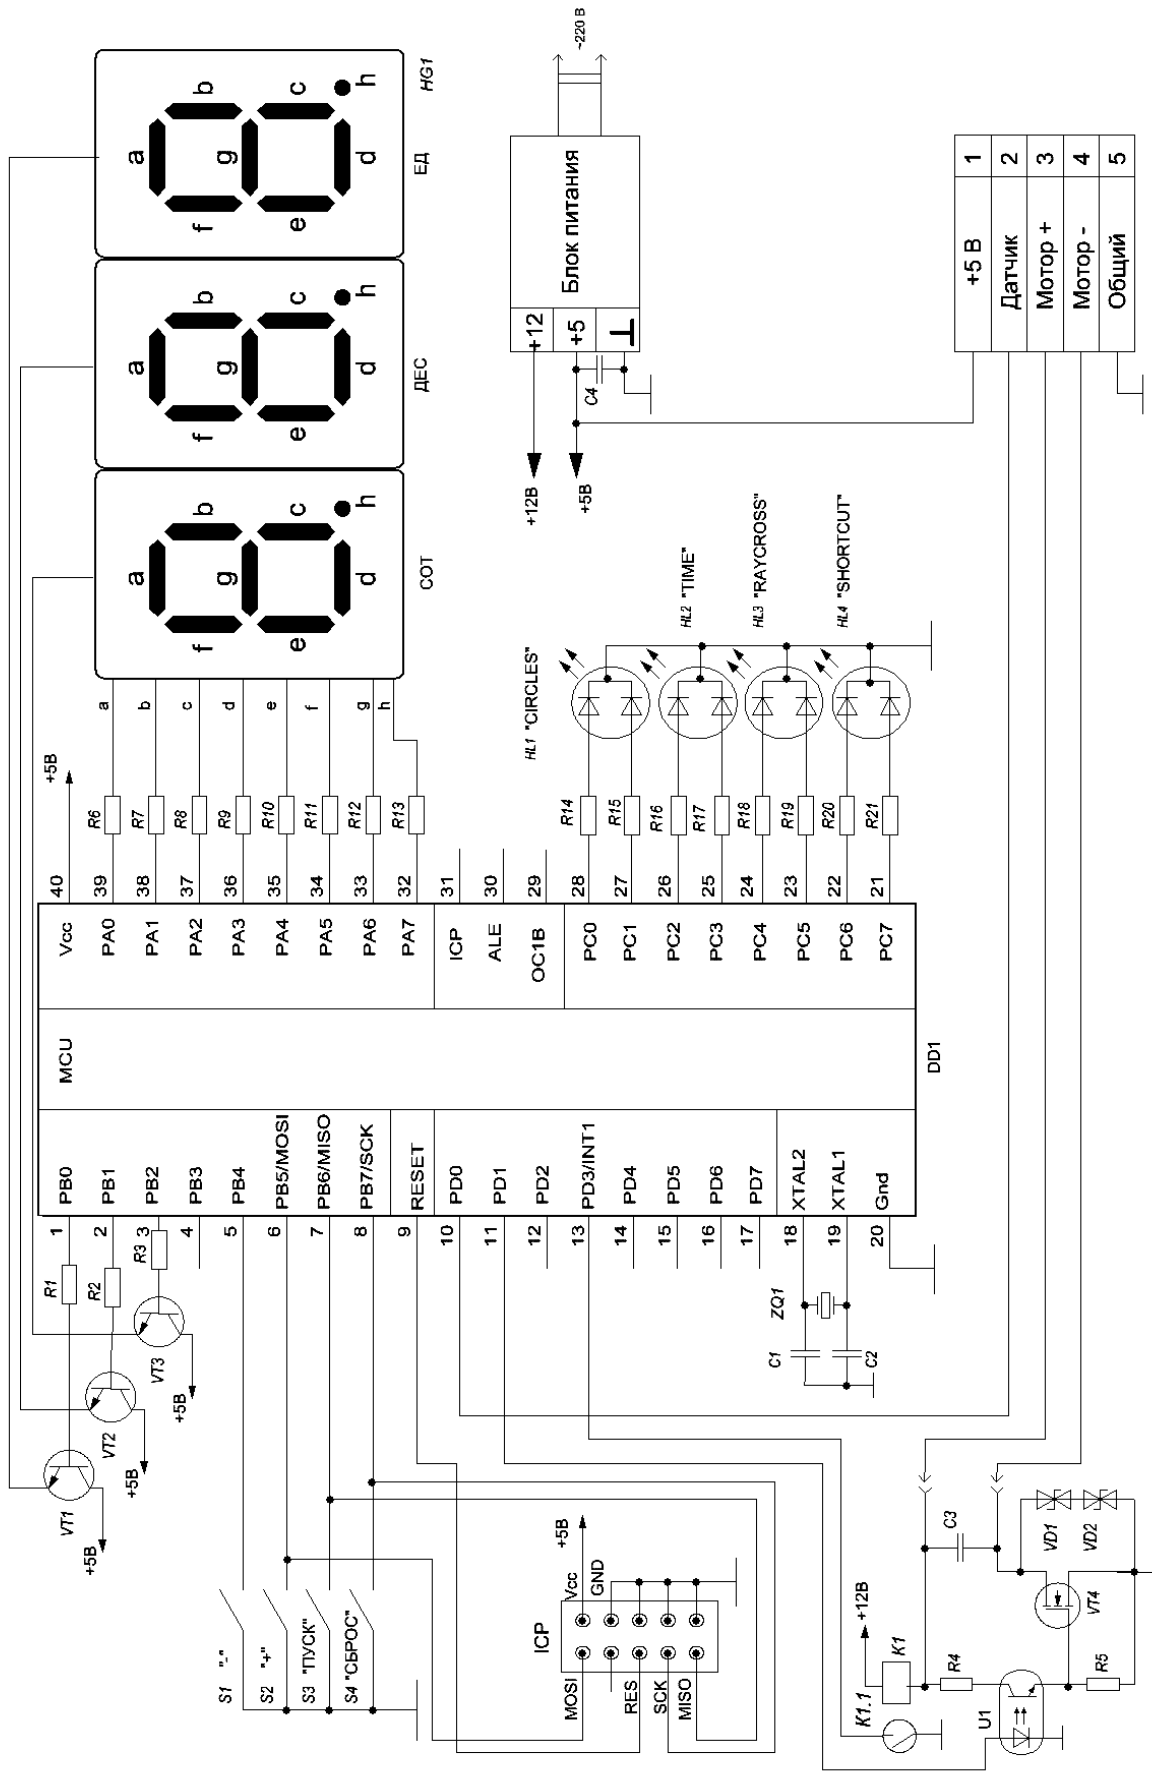 a
b
c
d
e
f
g
h
a
b
c
d
e
f
g
h
a
b
c
d
e
f
g
h
СОТ
ДЕС
ЕД
HG1
~220 В
Блок питания
+12
+5
C4
+12В
+5В
+5 В 1
Датчик 2
Мотор + 3
Мотор - 4
Общий 5
a
b
c
d
e
f
g
h
+5В
R6
R7
R8
R9
R10
R11
R12
R13
R14
R15
R16
R17
R18
R19
R20
R21
HL1 "CIRCLES"
HL2 "TIME"
HL3 "RAYCROSS"
HL4 "SHORTCUT"
40 Vcc
39 PA0
38 PA1
37 PA2
36 PA3
35 PA4
34 PA5
33 PA6
32 PA7
31 ICP
30 ALE
29 OC1B
28 PC0
27 PC1
26 PC2
25 PC3
24 PC4
23 PC5
22 PC6
21 PC7
MCU
DD1
1 PB0
2 PB1
3 PB2
4 PB3
5 PB4
6 PB5/MOSI
7 PB6/MISO
8 PB7/SCK
9 RESET
10 PD0
11 PD1
12 PD2
13 PD3/INT1
14 PD4
15 PD5
16 PD6
17 PD7
18 XTAL2
19 XTAL1
20 Gnd
R1
R2
R3
VT1
VT2
VT3
+5В
+5В
+5В
ZQ1
C1
C2
S1 "-"
S2 "+"
S3 "ПУСК"
S4 "СБРОС"
ICP
+5В
Vcc
GND
MOSI
RES
SCK
MISO
+12В
K1
K1.1
C3
VD1
VD2
VT4
R4
R5
U1